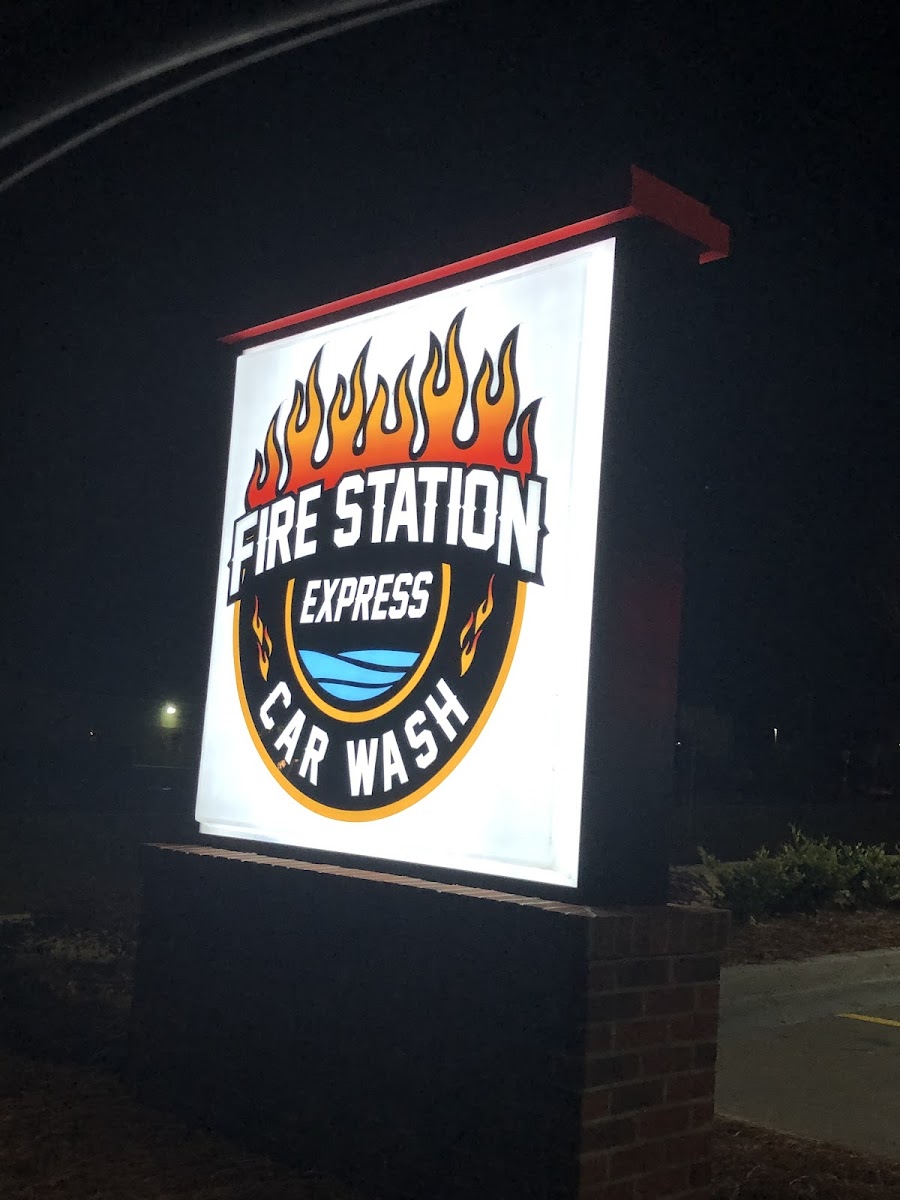 FIRE STATION
EXPRESS
CAR WASH